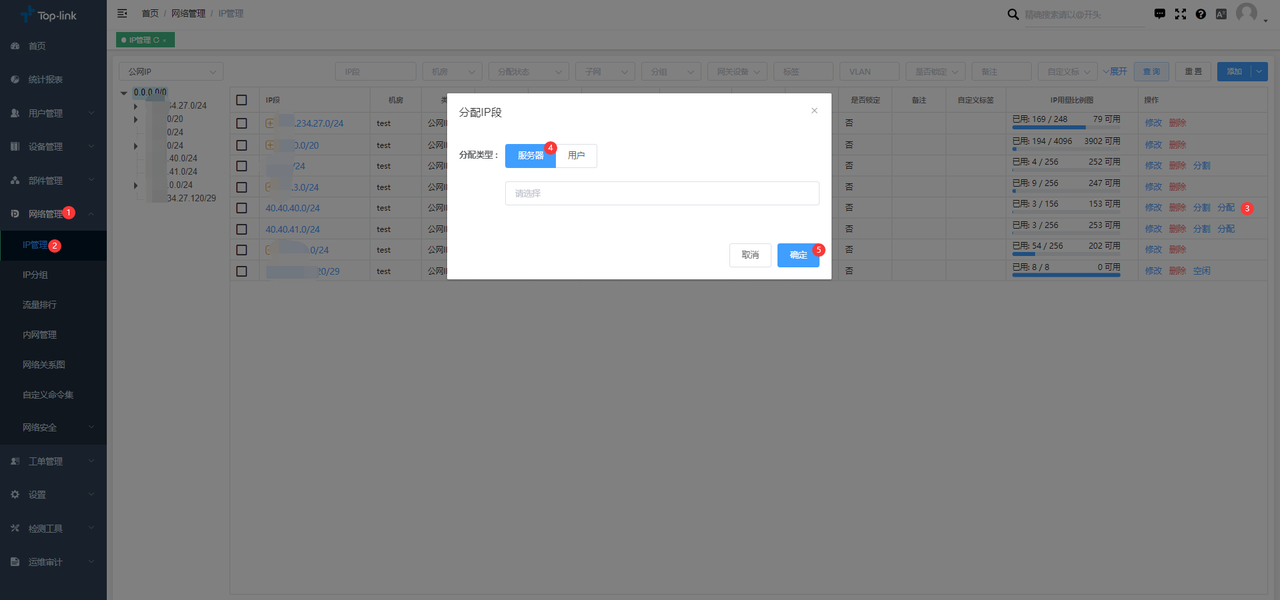 Top-link
首页 / 网络管理 / IP管理
精确搜索请以@开头
首页
统计报表
用户管理
设备管理
部件管理
网络管理 1
IP管理 2
IP分组
流量排行
内网管理
网络关系图
自定义命令集
网络安全
工单管理
设置
检测工具
运维审计
IP管理
公网IP
IP段 机房 分配状态 子网 分组 网关设备 标签 VLAN 是否锁定 备注 自定义标 展开 查 询 重 置 添加
0.0.0.0/0
34.27.0/24
0/20
0/24
.40.0/24
.41.0/24
0.0/24
34.27.120/29
IP段 机房 是否锁定 备注 自定义标签 IP用量比例图 操作
.234.27.0/24 test 公网 否 已用: 169 / 248 79 可用 修改 删除
0.0/20 test 公网 否 已用: 194 / 4096 3902 可用 修改 删除
/24 test 公网 否 已用: 4 / 256 252 可用 修改 删除 分割
3.0/24 test 公网 否 已用: 9 / 256 247 可用 修改 删除
40.40.40.0/24 test 公网 否 已用: 3 / 156 153 可用 修改 删除 分割 分配 3
40.40.41.0/24 test 公网 否 已用: 3 / 256 253 可用 修改 删除 分割 分配
.0/24 test 公网 否 已用: 54 / 256 202 可用 修改 删除
20/29 test 公网 否 已用: 8 / 8 0 可用 修改 删除 空闲
分配IP段
分配类型 : 服务器 4 用户
请选择
取消 确定 5